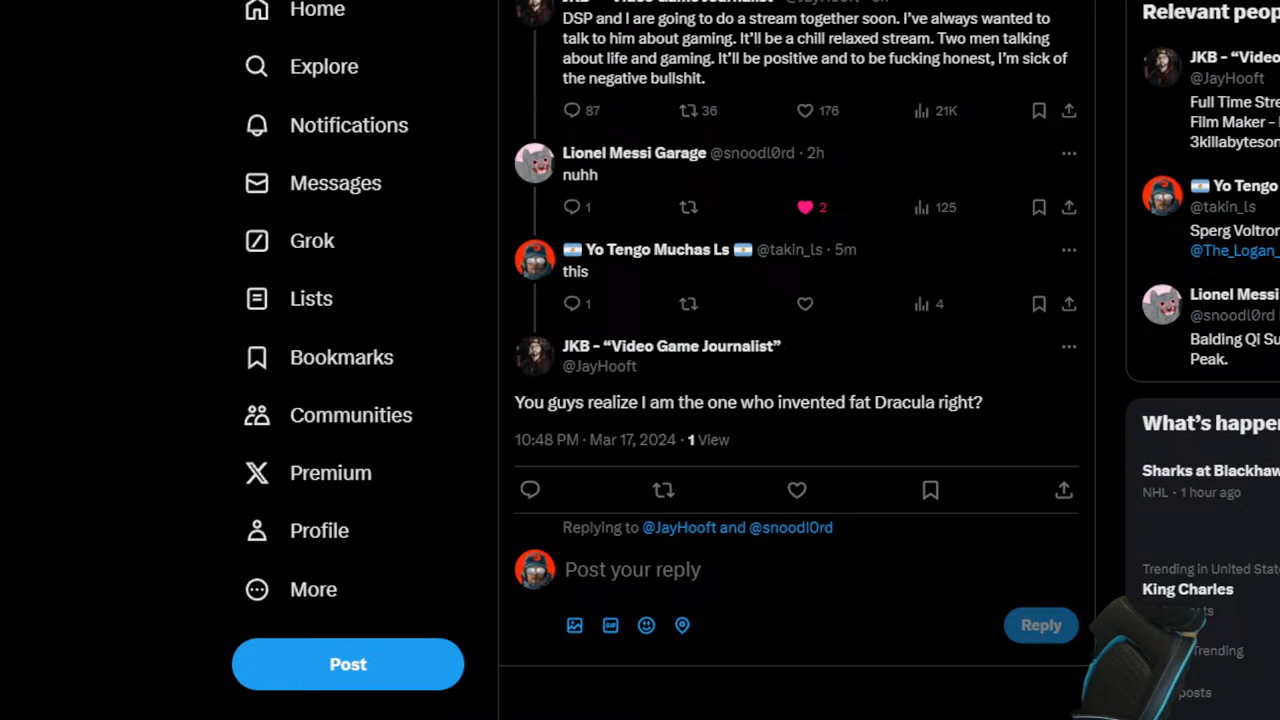 Home
Explore
Notifications
Messages
Grok
Lists
Bookmarks
Communities
Premium
Profile
More
Post
DSP and I are going to do a stream together soon. I've always wanted to
talk to him about gaming. It'll be a chill relaxed stream. Two men talking
about life and gaming. It'll be positive and to be fucking honest, I'm sick of
the negative bullshit.
87 36 176 21K
Lionel Messi Garage @snoodl0rd · 2h
nuhh
1 2 125
Yo Tengo Muchas Ls @takin_ls · 5m
this
1 4
JKB - “Video Game Journalist”
@JayHooft
You guys realize I am the one who invented fat Dracula right?
10:48 PM · Mar 17, 2024 · 1 View
Replying to @JayHooft and @snoodl0rd
Post your reply
GIF
Reply
Relevant peop
JKB - “Video
@JayHooft
Full Time Stre
Film Maker -
3killabyteson
Yo Tengo
@takin_ls
Sperg Voltron
@The_Logan_
Lionel Messi
@snoodl0rd
Balding Qi Su
Peak.
What's happe
Sharks at Blackhaw
NHL · 1 hour ago
Trending in United State
King Charles
posts
Trending
posts